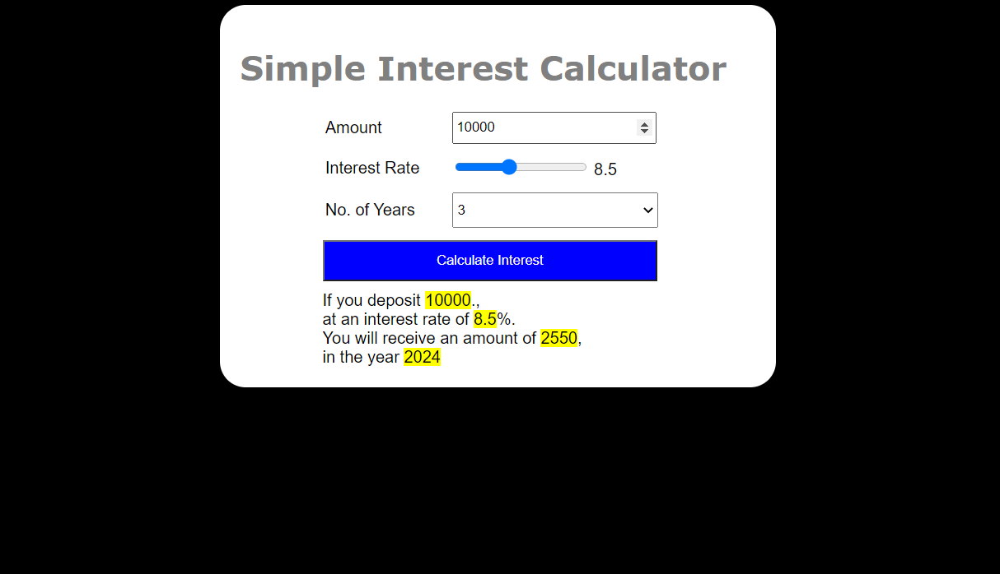 Simple Interest Calculator
Amount 10000
Interest Rate 8.5
No. of Years 3
Calculate Interest
If you deposit 10000.,
at an interest rate of 8.5%.
You will receive an amount of 2550,
in the year 2024